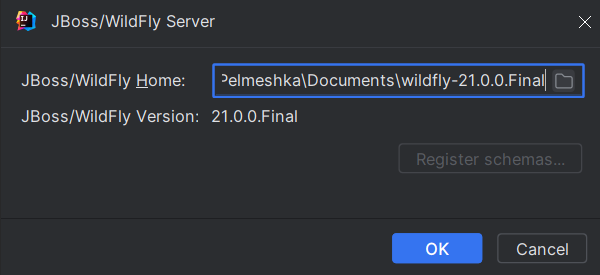 JBoss/WildFly Server
JBoss/WildFly Home: Pelmeshka\Documents\wildfly-21.0.0.Final
JBoss/WildFly Version: 21.0.0.Final
Register schemas...
OK Cancel